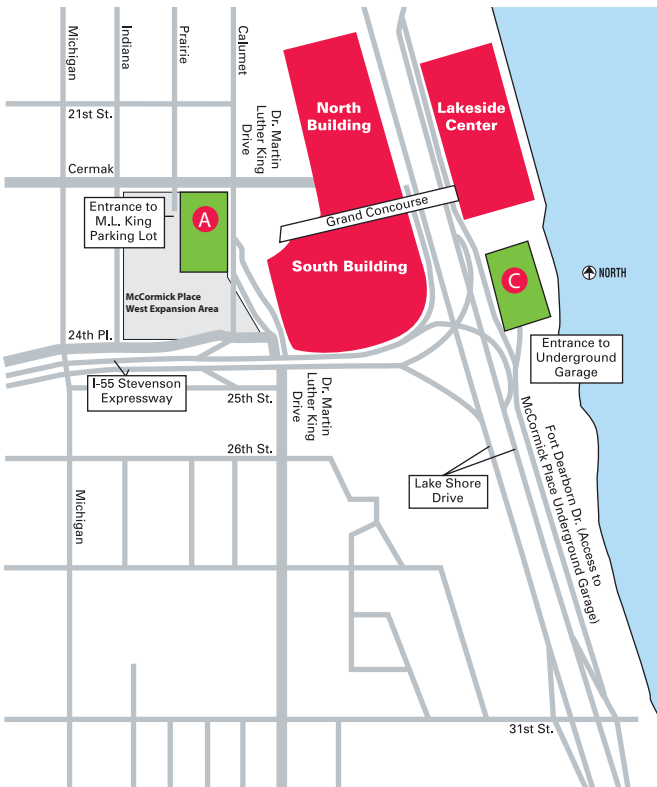 Michigan
Indiana
Prairie
Calumet
21st St.
Dr. Martin
Luther King
Drive
North
Building
Lakeside
Center
Cermak
Entrance to
M.L. King
Parking Lot
A
Grand Concourse
South Building
C
NORTH
McCormick Place
West Expansion Area
24th Pl.
Entrance to
Underground
Garage
I-55 Stevenson
Expressway
25th St.
Dr. Martin
Luther King
Drive
26th St.
Lake Shore
Drive
Fort Dearborn Dr. (Access to
McCormick Place Underground Garage)
Michigan
31st St.